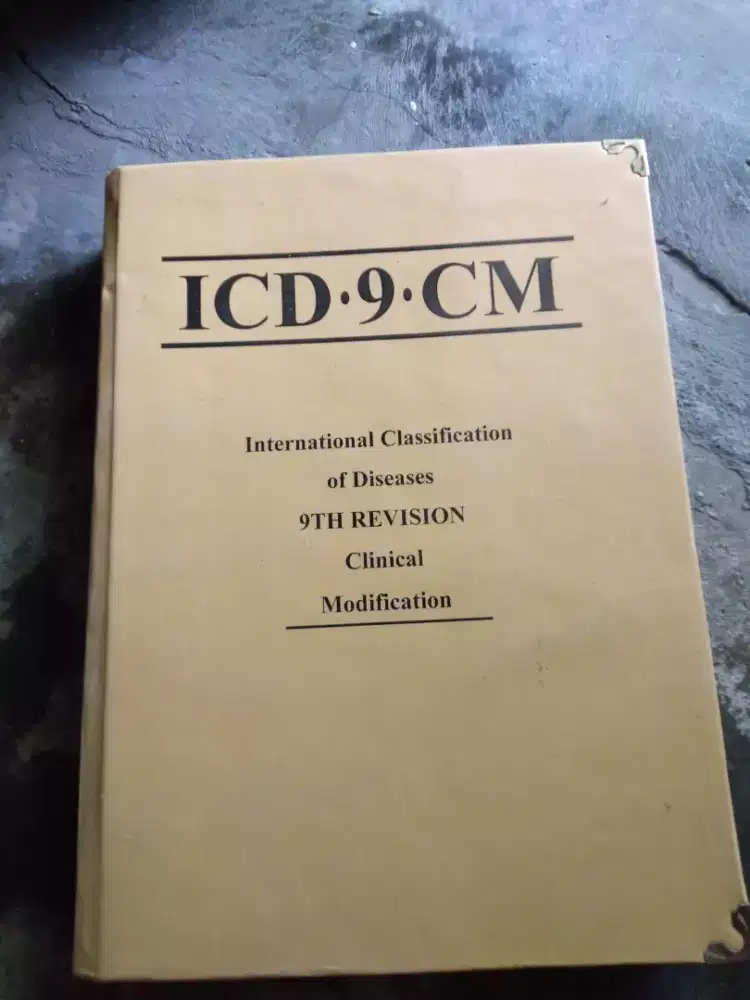 ICD·9·CM
International Classification
of Diseases
9TH REVISION
Clinical
Modification